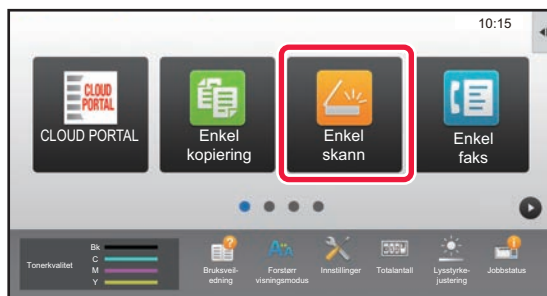 10:15
CLOUD
PORTAL
CLOUD PORTAL
Enkel
kopiering
Enkel
skann
Enkel
faks
Tonerkvalitet
Bk
C
M
Y
Bruksveil-
edning
Forstørr
visningsmodus
Innstillinger
Totalantall
Lysstyrke-
justering
Jobbstatus